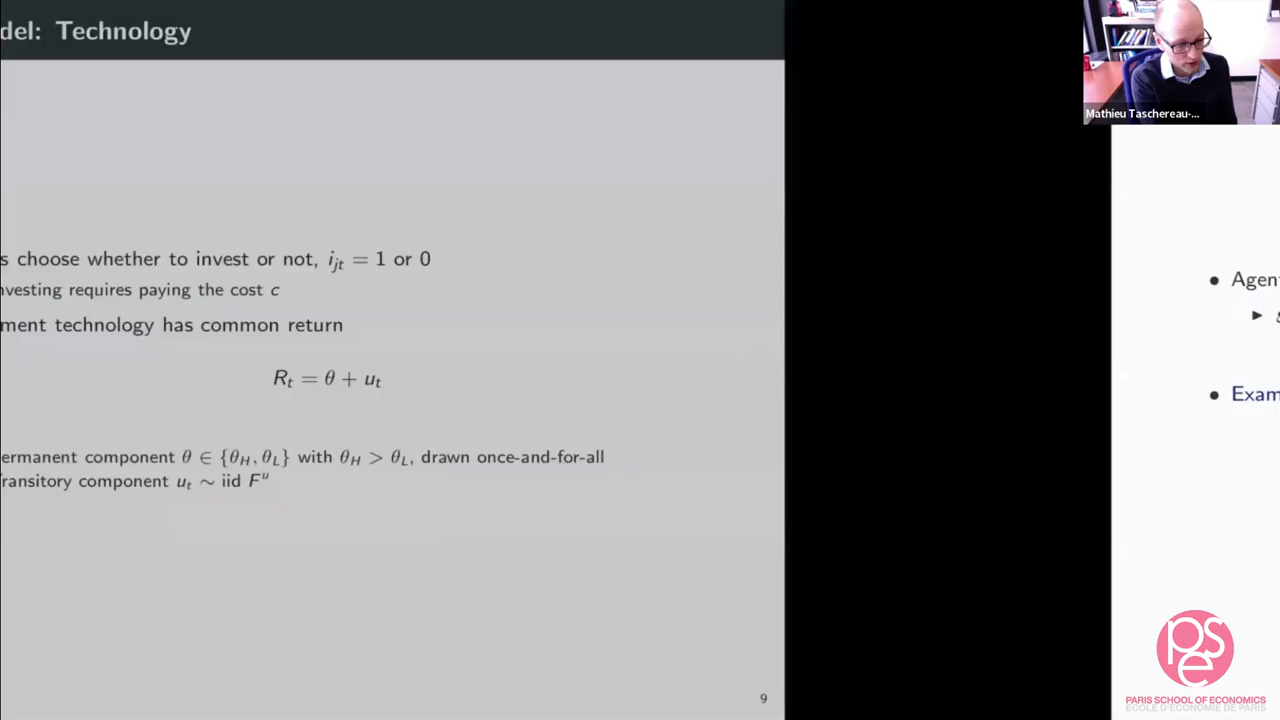 del: Technology
s choose whether to invest or not, i_jt = 1 or 0
nvesting requires paying the cost c
ment technology has common return
R_t = θ + u_t
ermanent component θ ∈ {θ_H, θ_L} with θ_H > θ_L, drawn once-and-for-all
ransitory component u_t ∼ iid F^u
9
Mathieu Taschereau-...
• Agen
►
• Exam
pse
PARIS SCHOOL OF ECONOMICS
ÉCOLE D'ÉCONOMIE DE PARIS